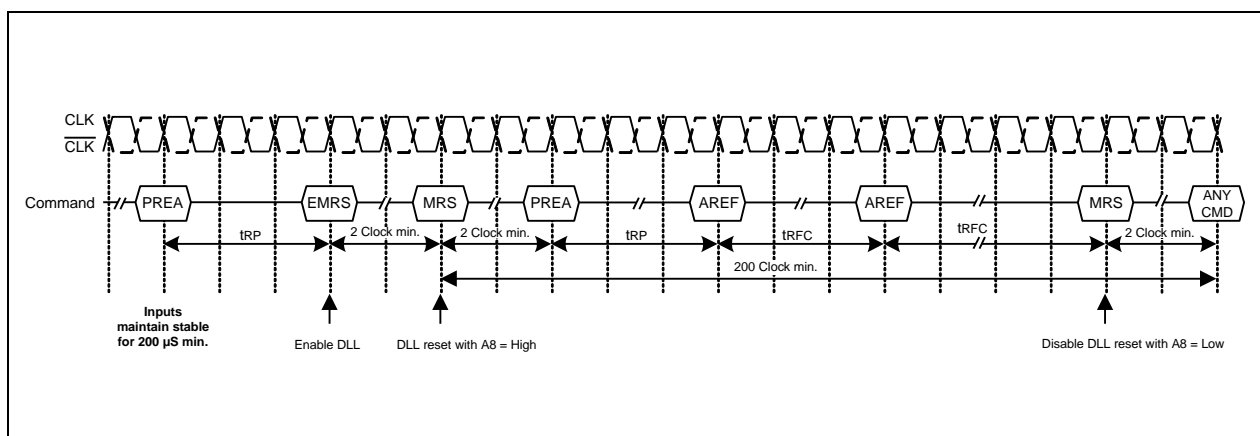 CLK
CLK
Command
PREA
EMRS
MRS
PREA
AREF
AREF
MRS
ANY
CMD
tRP
2 Clock min.
2 Clock min.
tRP
tRFC
tRFC
2 Clock min.
200 Clock min.
Inputs
maintain stable
for 200 µS min.
Enable DLL
DLL reset with A8 = High
Disable DLL reset with A8 = Low